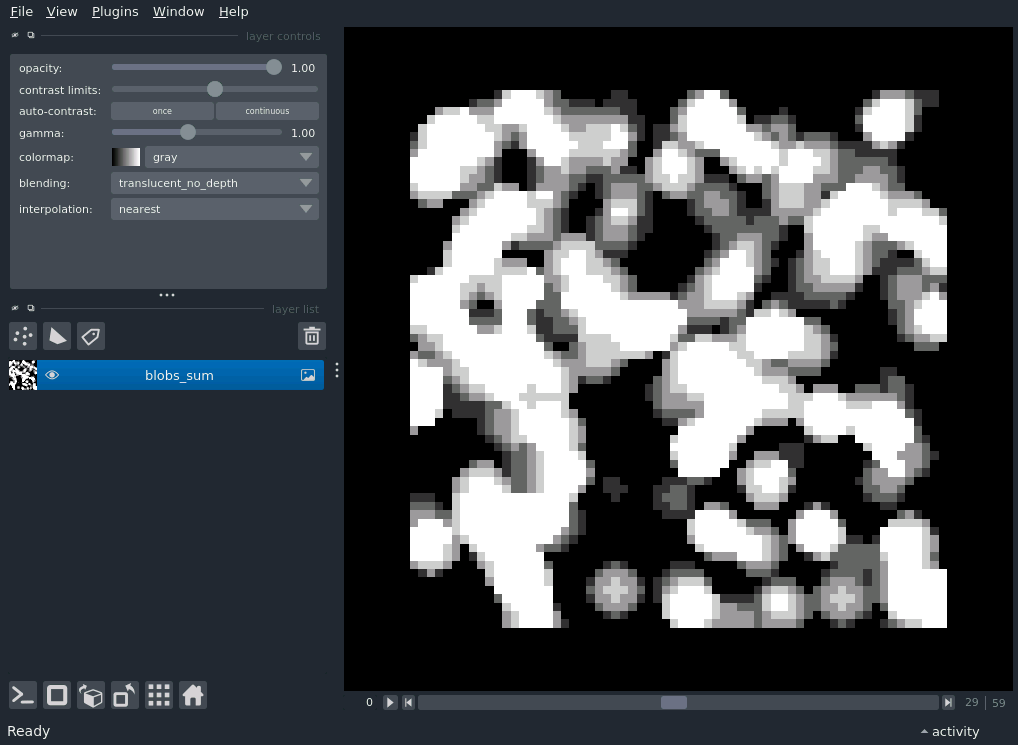 File View Plugins Window Help
layer controls
opacity: 1.00
contrast limits:
auto-contrast: once continuous
gamma: 1.00
colormap: gray
blending: translucent_no_depth
interpolation: nearest
layer list
blobs_sum
0 29 59
Ready activity